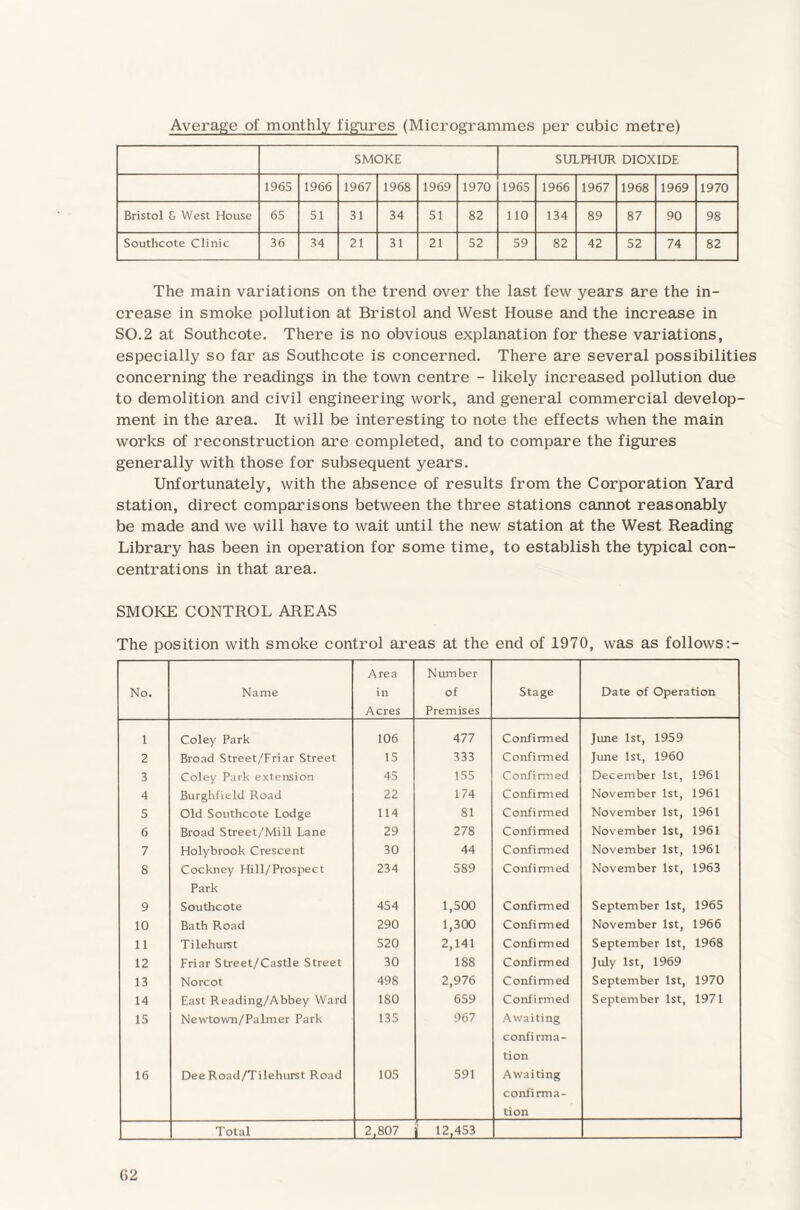 Average of monthly figures (Microgrammes per cubic metre)
SMOKE SULPHUR DIOXIDE
1965 1966 1967 1968 1969 1970 1965 1966 1967 1968 1969 1970
Bristol & West House 65 51 31 34 51 82 110 134 89 87 90 98
Southcote Clinic 36 34 21 31 21 52 59 82 42 52 74 82
The main variations on the trend over the last few years are the in-
crease in smoke pollution at Bristol and West House and the increase in
SO.2 at Southcote. There is no obvious explanation for these variations,
especially so far as Southcote is concerned. There are several possibilities
concerning the readings in the town centre - likely increased pollution due
to demolition and civil engineering work, and general commercial develop-
ment in the area. It will be interesting to note the effects when the main
works of reconstruction are completed, and to compare the figures
generally with those for subsequent years.
Unfortunately, with the absence of results from the Corporation Yard
station, direct comparisons between the three stations cannot reasonably
be made and we will have to wait until the new station at the West Reading
Library has been in operation for some time, to establish the typical con-
centrations in that area.
SMOKE CONTROL AREAS
The position with smoke control areas at the end of 1970, was as follows:-
No. Name Area in Acres Number of Premises Stage Date of Operation
1 Coley Park 106 477 Confirmed June 1st, 1959
2 Broad Street/Friar Street 15 333 Confirmed June 1st, 1960
3 Coley Park extension 45 155 Confirmed December 1st, 1961
4 Burghfield Road 22 174 Confirmed November 1st, 1961
5 Old Southcote Lodge 114 81 Confirmed November 1st, 1961
6 Broad Street/Mill Lane 29 278 Confirmed November 1st, 1961
7 Holybrook Crescent 30 44 Confirmed November 1st, 1961
8 Cockney Hill/Prospect 234 589 Confirmed November 1st, 1963
Park
9 Southcote 454 1,500 Confirmed September 1st, 1965
10 Bath Road 290 1,300 Confirmed November 1st, 1966
11 Tilehurst 520 2,141 Confirmed September 1st, 1968
12 Friar Street/Castle Street 30 188 Confirmed July 1st, 1969
13 Norcot 498 2,976 Confirmed September 1st, 1970
14 East Reading/Abbey Ward 180 659 Confirmed September 1st, 1971
15 Newtown/Palmer Park 135 967 Awaiting
confirma-
tion
16 Dee Road/Tilehurst Road 105 591 Awaiting
confirma-
tion
Total 2,807 12,453
62